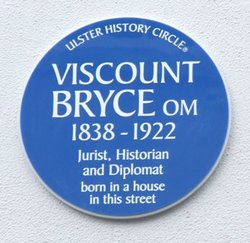 ULSTER HISTORY CIRCLE®
VISCOUNT
BRYCE OM
1838 - 1922
Jurist, Historian
and Diplomat
born in a house
in this street